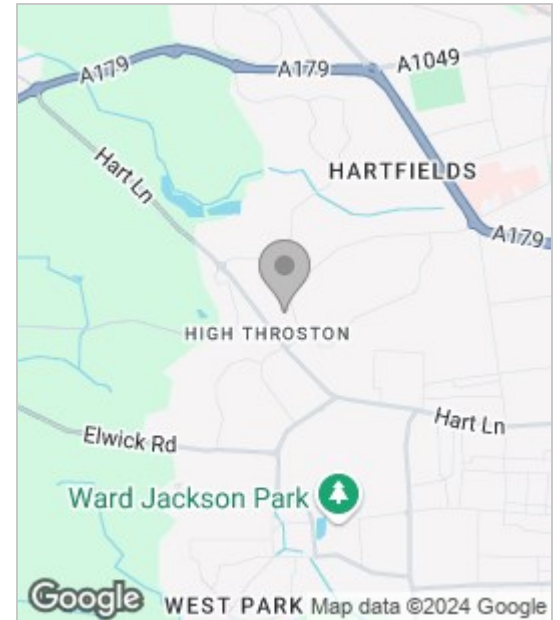 A179
A179
A1049
Hart Ln
HARTFIELDS
A179
HIGH THROSTON
Hart Ln
Elwick Rd
Ward Jackson Park
Google
WEST PARK
Map data ©2024 Google